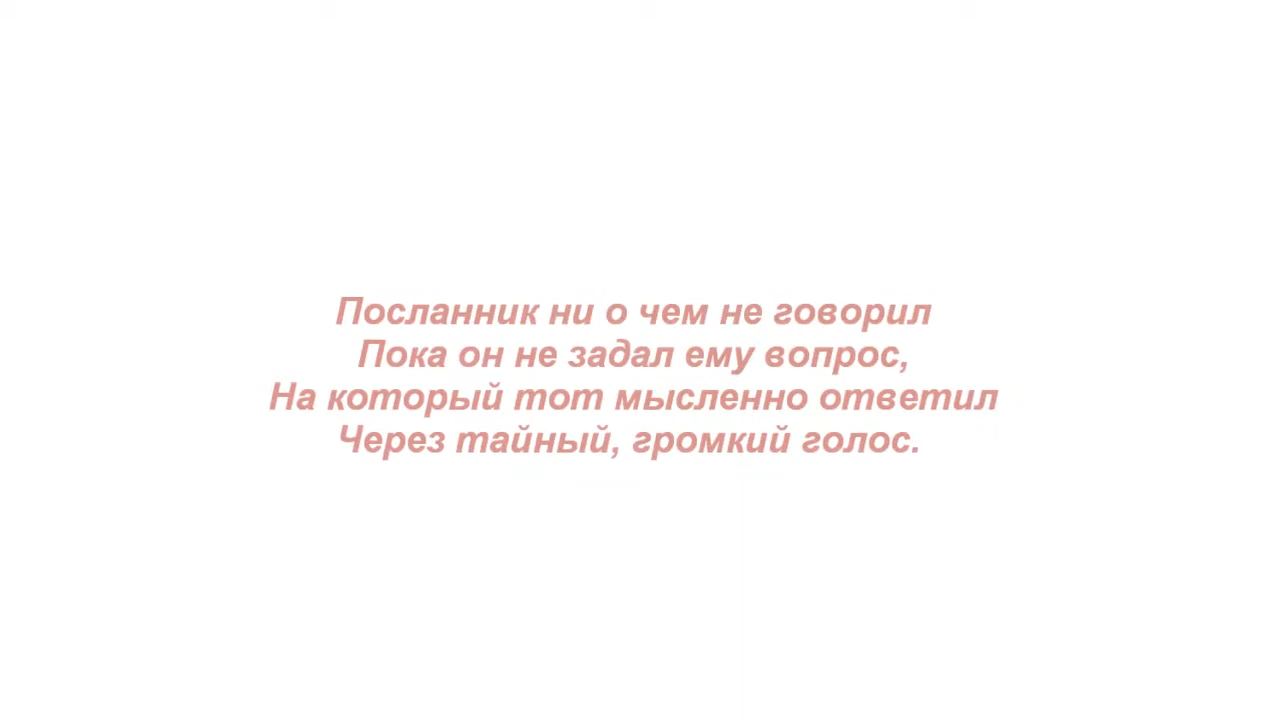 Посланник ни о чем не говорил
Пока он не задал ему вопрос,
На который тот мысленно ответил
Через тайный, громкий голос.